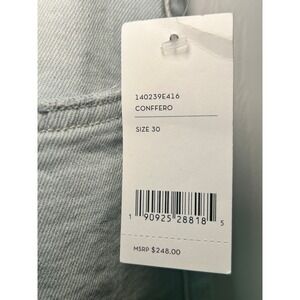 140239E416
CONFFERO
SIZE 30
1 90925 28818 5
MSRP $248.00